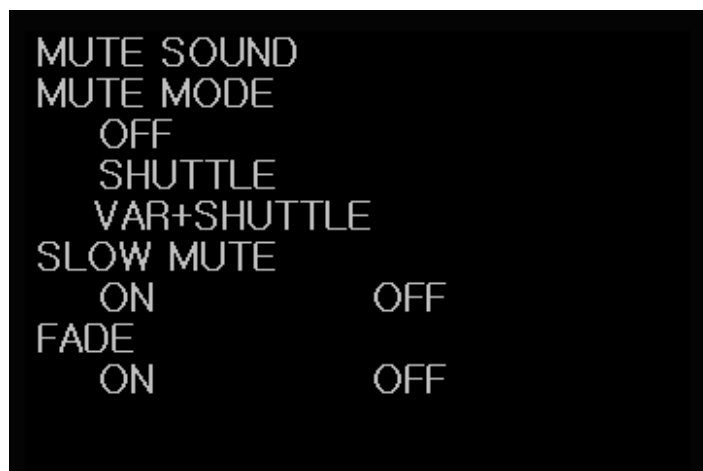 MUTE SOUND
MUTE MODE
OFF
SHUTTLE
VAR+SHUTTLE
SLOW MUTE
ON OFF
FADE
ON OFF